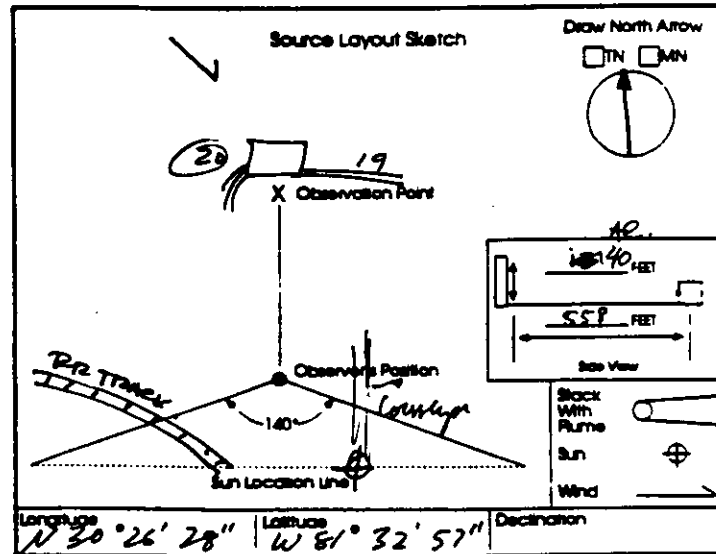 Source Layout Sketch
Draw North Arrow
TN MN
20
19
X Observation Point
40 FEET
558 FEET
Side View
RR TRACK
Observer's Position
140°
Conveyor
Sun Location Line
Stack With Plume
Sun
Wind
Longitude Latitude Declination
N 30°26' 28" W 81° 32' 57"